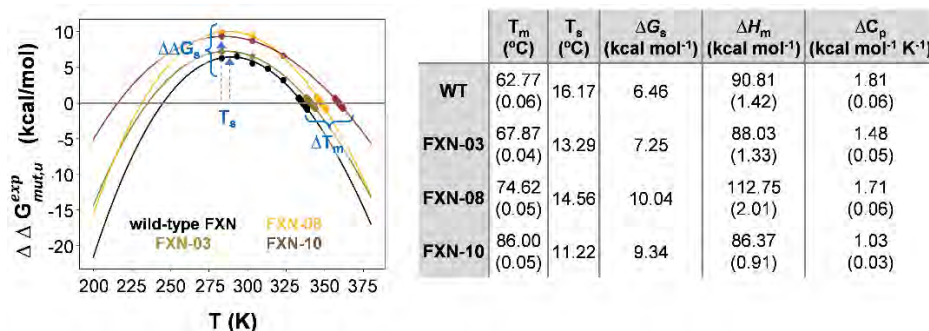 10
5
0
-5
-10
-15
-20
Δ Δ G exp mut,u (kcal/mol)
ΔΔGs
Ts
ΔTm
wild-type FXN FXN-08
FXN-03 FXN-10
200 225 250 275 300 325 350 375
T (K)
Tm (ºC) Ts (ºC) ΔGs (kcal mol-1) ΔHm (kcal mol-1) ΔCp (kcal mol-1 K-1)
WT 62.77 (0.06) 16.17 6.46 90.81 (1.42) 1.81 (0.06)
FXN-03 67.87 (0.04) 13.29 7.25 88.03 (1.33) 1.48 (0.05)
FXN-08 74.62 (0.05) 14.56 10.04 112.75 (2.01) 1.71 (0.06)
FXN-10 86.00 (0.05) 11.22 9.34 86.37 (0.91) 1.03 (0.03)